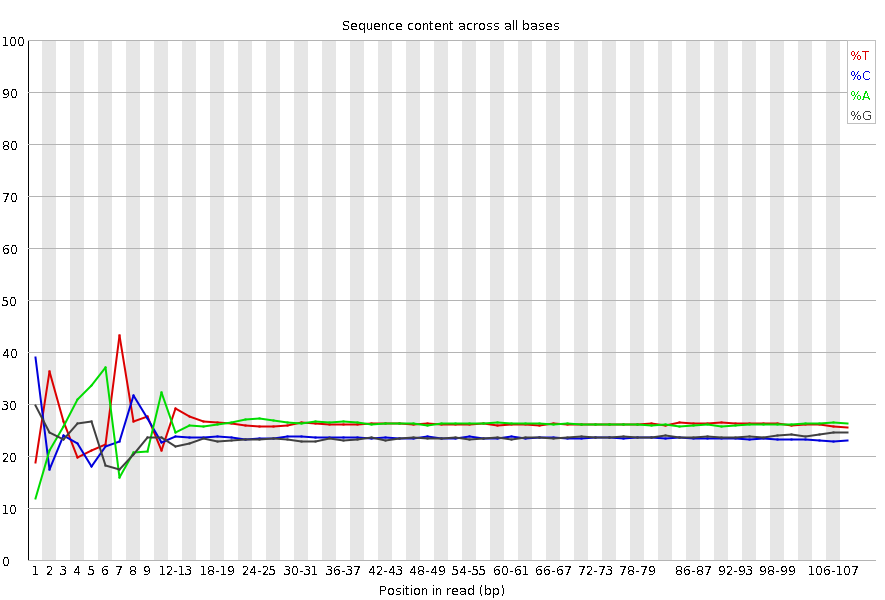 Sequence content across all bases
100
90
80
70
60
50
40
30
20
10
0
%T
%C
%A
%G
1 2 3 4 5 6 7 8 9 12-13 18-19 24-25 30-31 36-37 42-43 48-49 54-55 60-61 66-67 72-73 78-79 86-87 92-93 98-99 106-107
Position in read (bp)